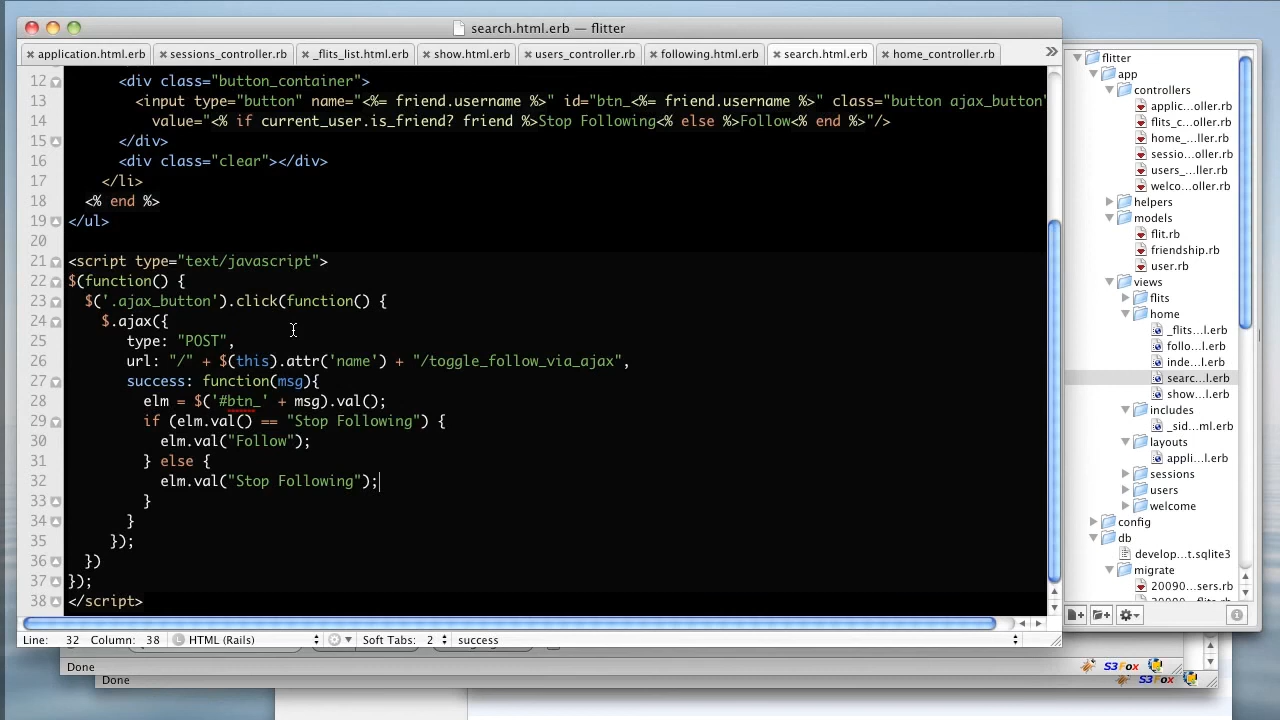 search.html.erb — flitter
application.html.erb sessions_controller.rb _flits_list.html.erb show.html.erb users_controller.rb following.html.erb search.html.erb home_controller.rb »
12 <div class="button_container">
13 <input type="button" name="<%= friend.username %>" id="btn_<%= friend.username %>" class="button ajax_button"
14 value="<% if current_user.is_friend? friend %>Stop Following<% else %>Follow<% end %>"/>
15 </div>
16 <div class="clear"></div>
17 </li>
18 <% end %>
19 </ul>
20
21 <script type="text/javascript">
22 $(function() {
23 $('.ajax_button').click(function() {
24 $.ajax({
25 type: "POST",
26 url: "/" + $(this).attr('name') + "/toggle_follow_via_ajax",
27 success: function(msg){
28 elm = $('#btn_' + msg).val();
29 if (elm.val() == "Stop Following") {
30 elm.val("Follow");
31 } else {
32 elm.val("Stop Following");
33 }
34 }
35 });
36 })
37 });
38 </script>
Line: 32 Column: 38 HTML (Rails) Soft Tabs: 2 success
Done S3Fox
Done S3Fox
flitter
app
controllers
applic...oller.rb
flits_c...oller.rb
home_...ller.rb
sessio...oller.rb
users_...ller.rb
welco...oller.rb
helpers
models
flit.rb
friendship.rb
user.rb
views
flits
home
_flits...l.erb
follo...l.erb
inde...l.erb
searc...l.erb
show...l.erb
includes
_sid...ml.erb
layouts
appli...l.erb
sessions
users
welcome
config
db
develop...t.sqlite3
migrate
20090...sers.rb